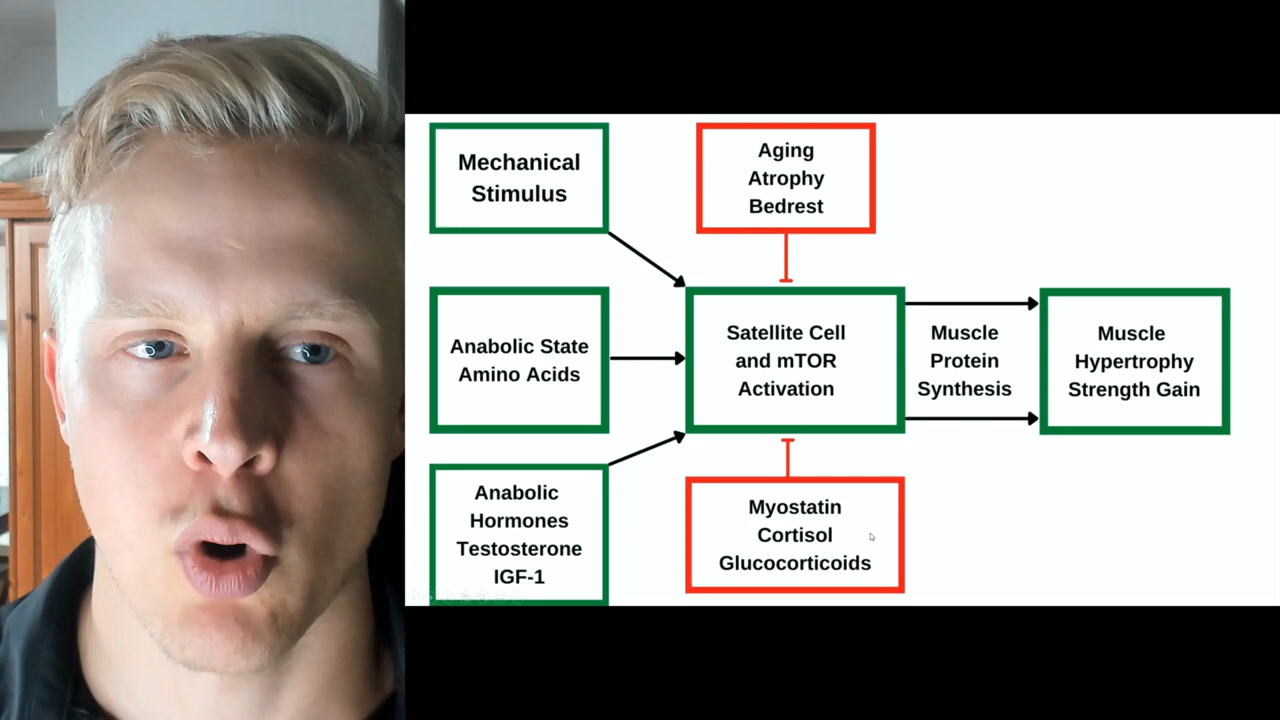 Mechanical
Stimulus
Aging
Atrophy
Bedrest
Anabolic State
Amino Acids
Satellite Cell
and mTOR
Activation
Muscle
Protein
Synthesis
Muscle
Hypertrophy
Strength Gain
Anabolic
Hormones
Testosterone
IGF-1
Myostatin
Cortisol
Glucocorticoids